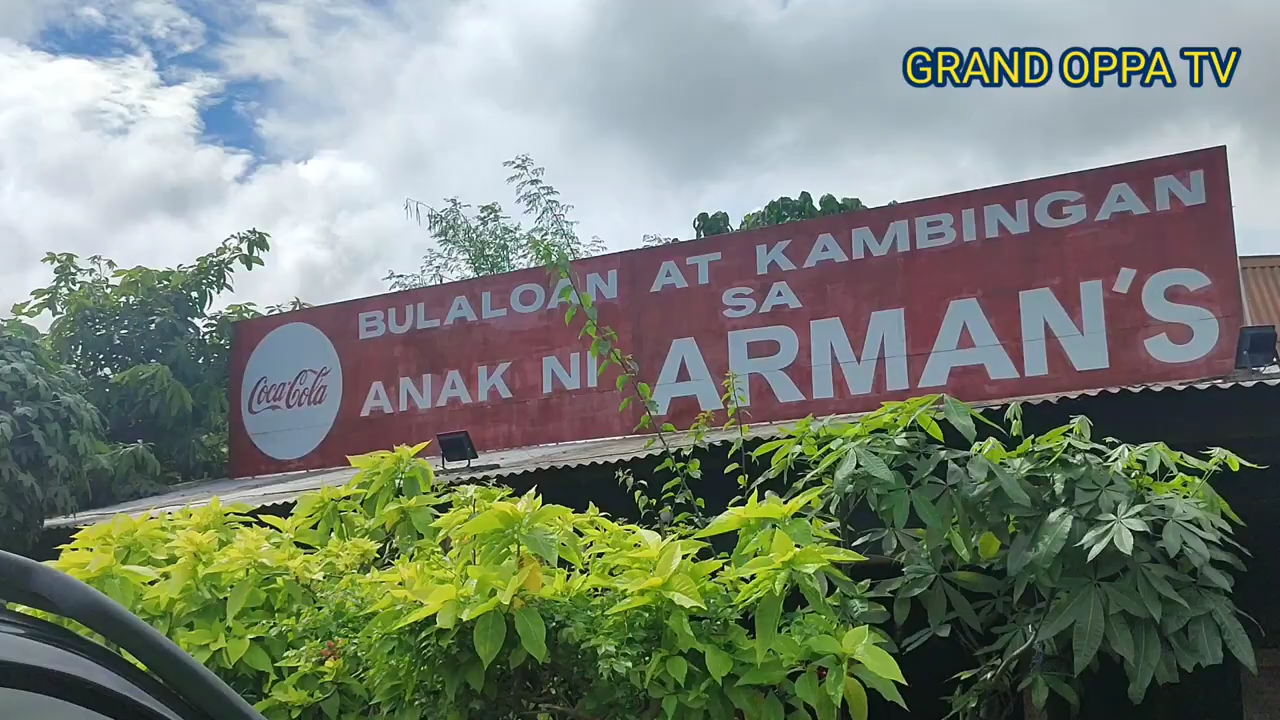 GRAND OPPA TV
BULALOAN AT KAMBINGAN
SA
ANAK NI ARMAN'S
Coca-Cola